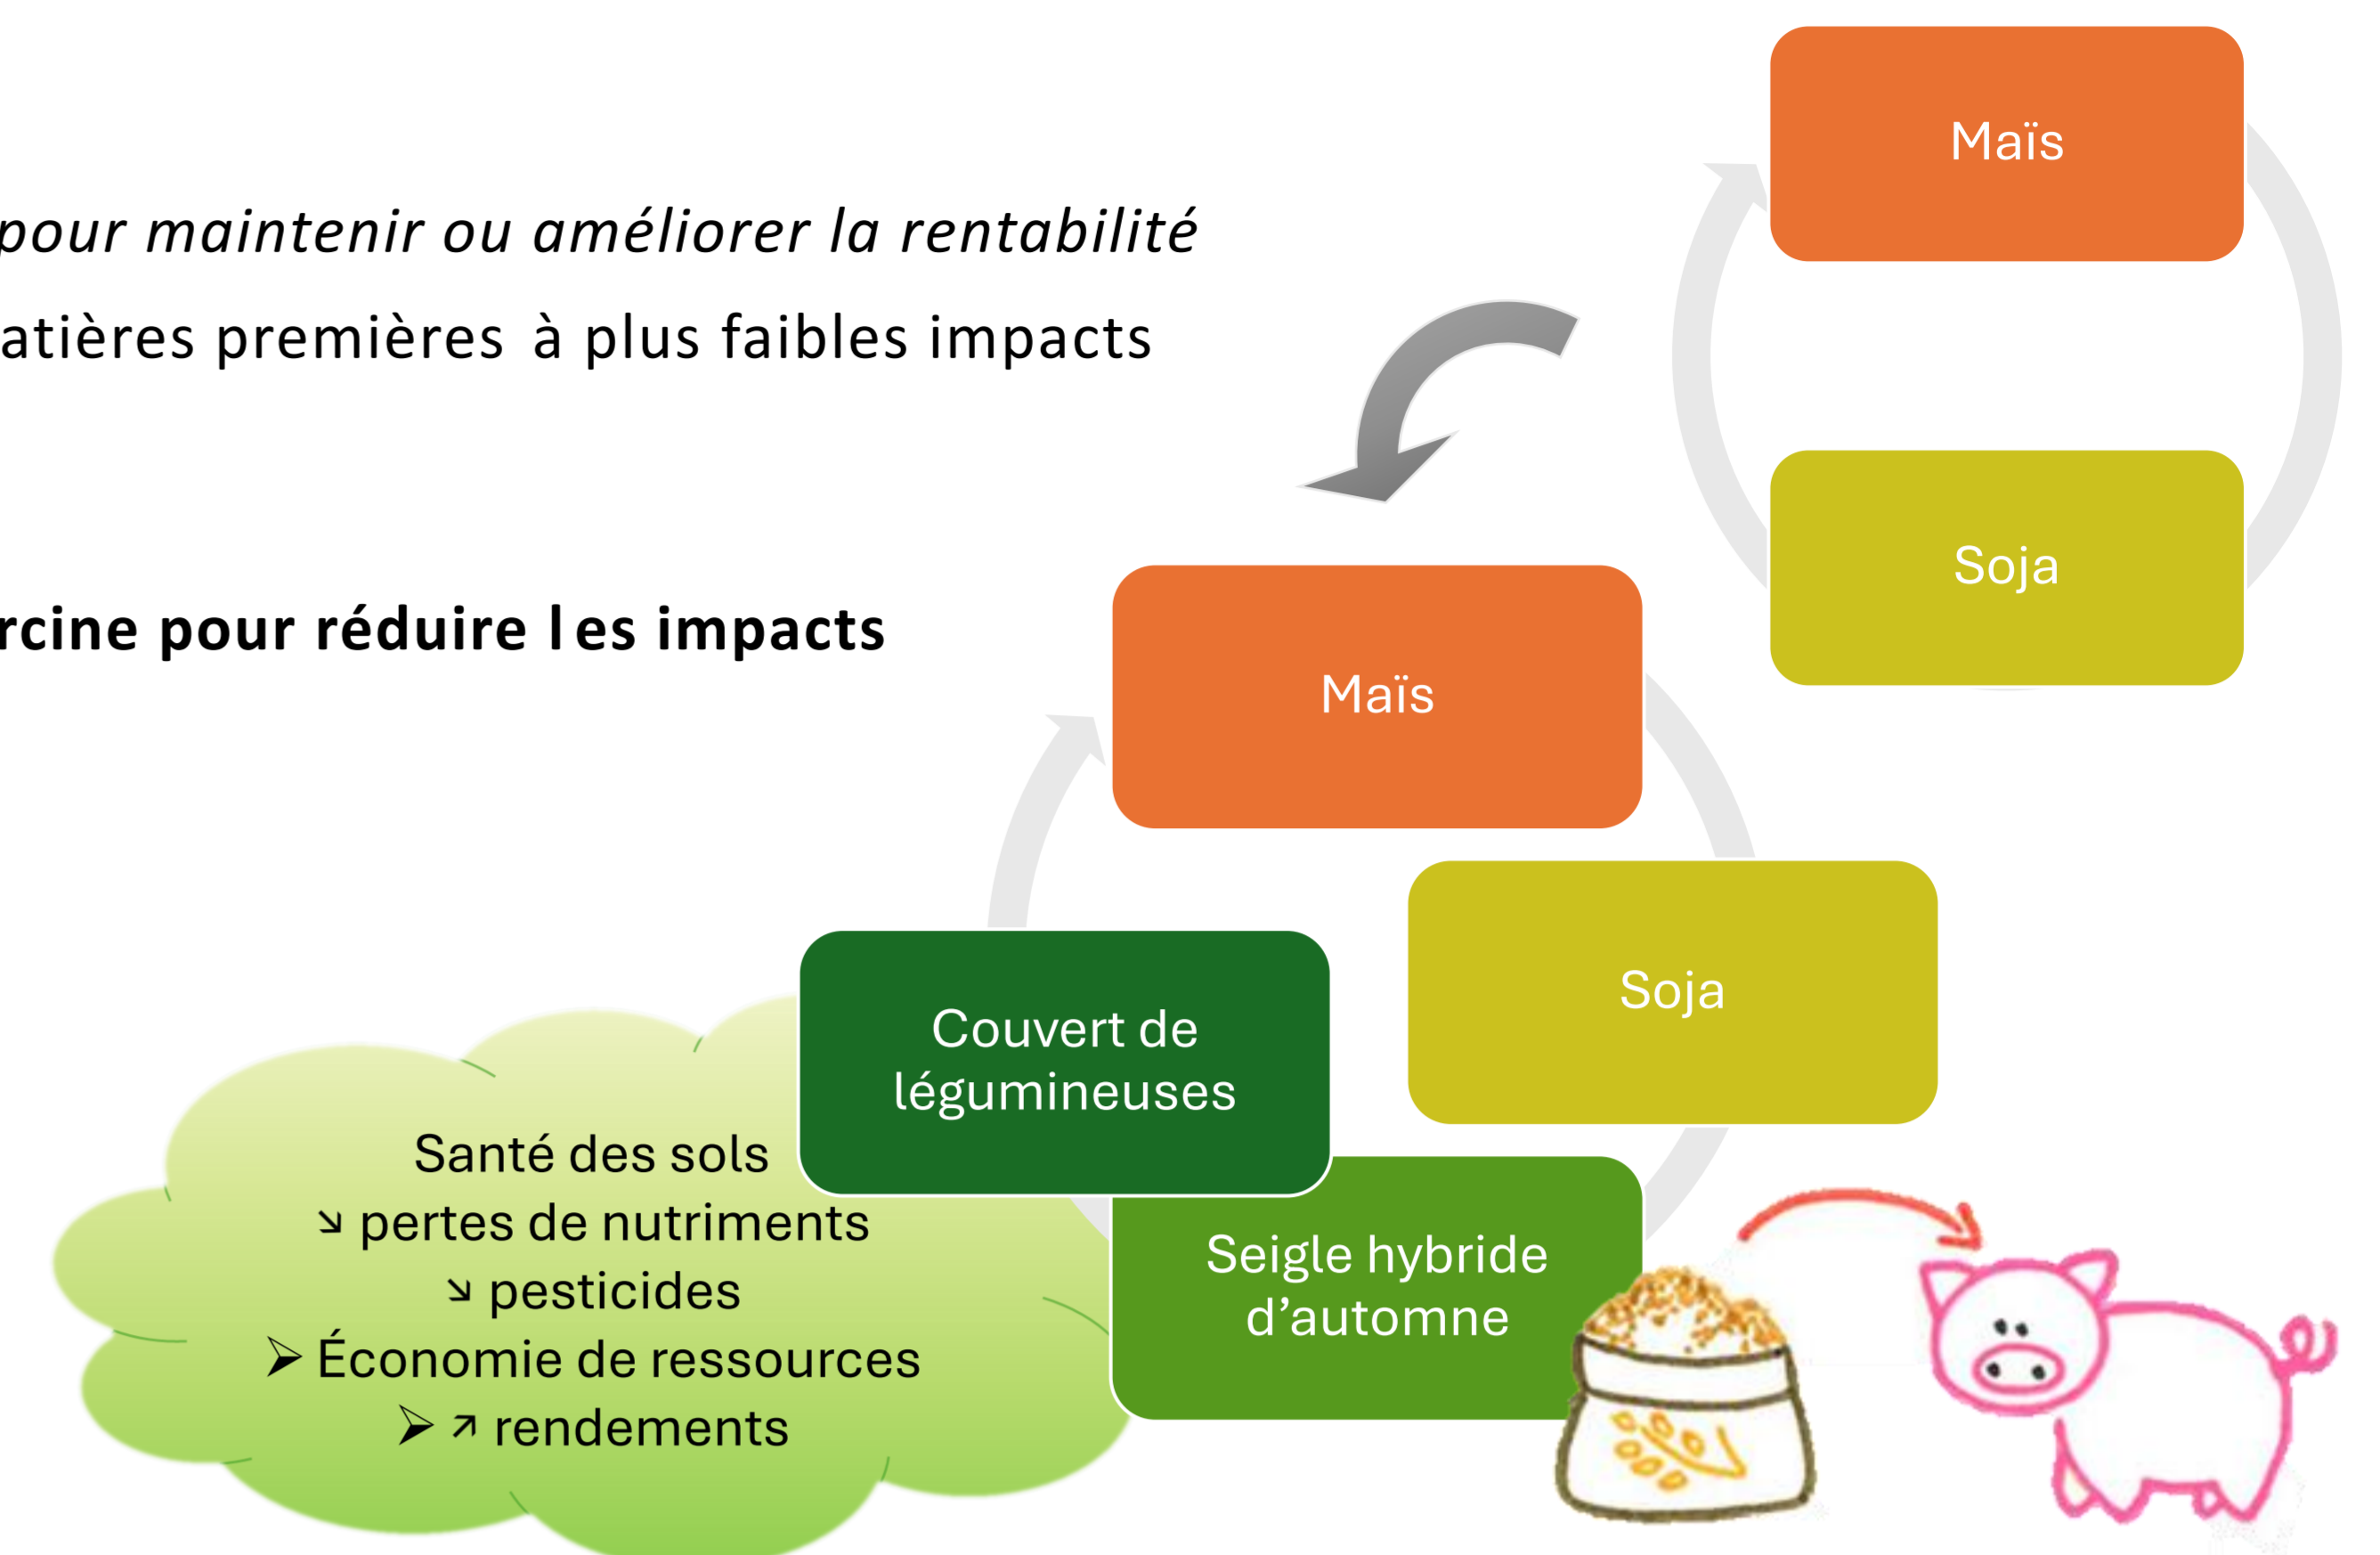 pour maintenir ou améliorer la rentabilité
atières premières à plus faibles impacts
rcine pour réduire les impacts
Maïs
Soja
Maïs
Soja
Couvert de
légumineuses
Seigle hybride
d’automne
Santé des sols
↘ pertes de nutriments
↘ pesticides
➢ Économie de ressources
➢ ↗ rendements